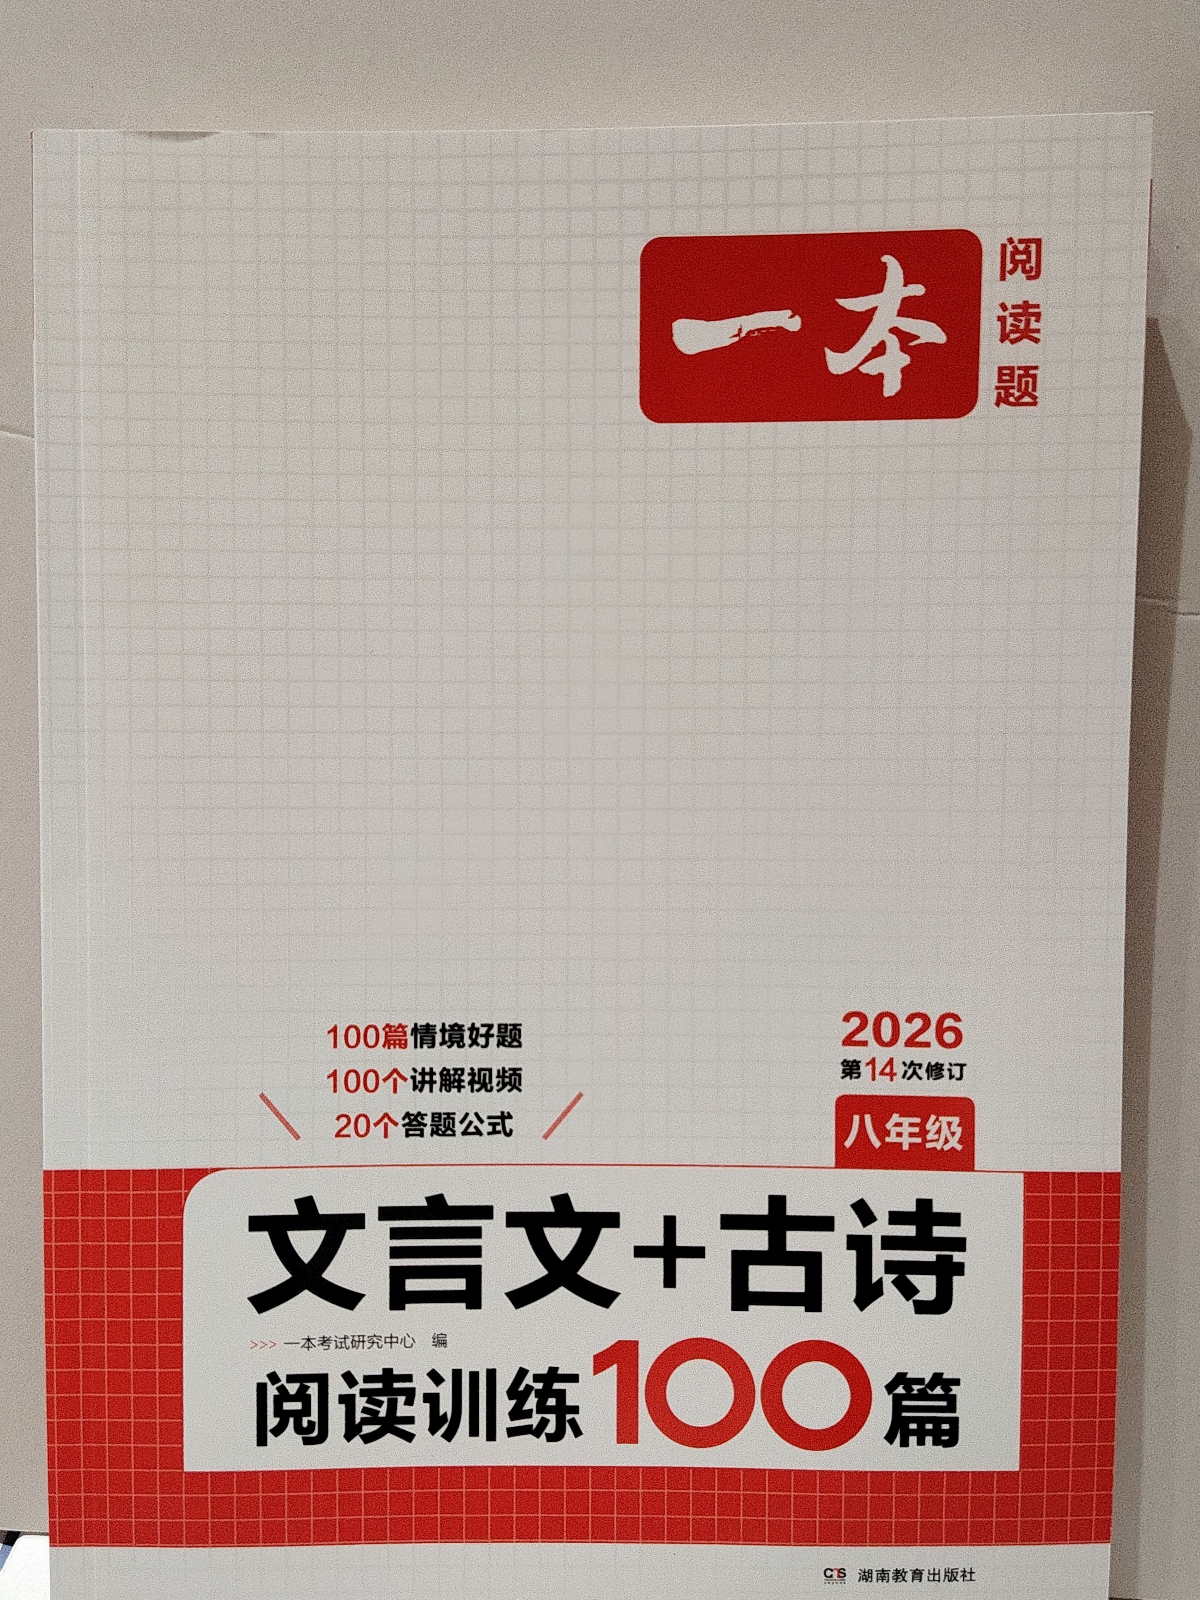 一本
阅读题
100篇情境好题
100个讲解视频
20个答题公式
2026
第14次修订
八年级
文言文+古诗
>>> 一本考试研究中心 编
阅读训练100篇
湖南教育出版社